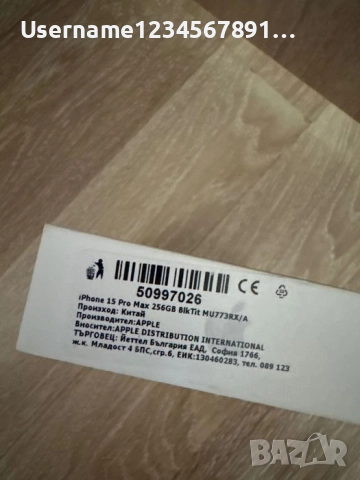 Username1234567891...
50997026
iPhone 15 Pro Max 256GB BlkTit MU773RX/A
Произход: Китай
Производител:APPLE
Вносител:APPLE DISTRIBUTION INTERNATIONAL
ТЪРГОВЕЦ: Йеттел България ЕАД, София 1766,
ж.к. Младост 4 БПС,сгр.6, ЕИК:130460283, тел. 089 123
BAZAR